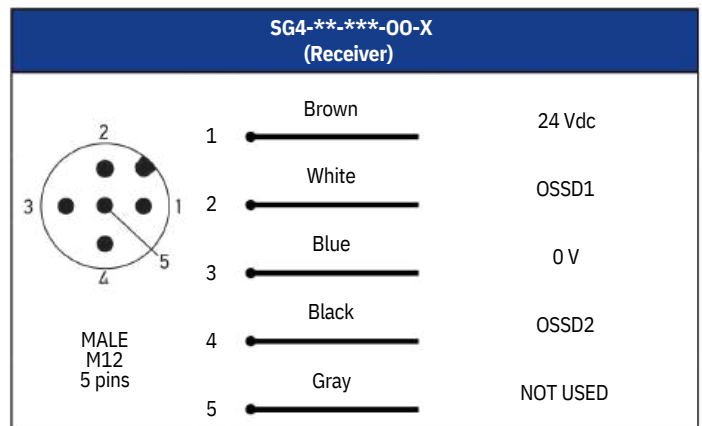 SG4-**-***-OO-X
(Receiver)
2
3
1
5
4
MALE
M12
5 pins
1
Brown
24 Vdc
2
White
OSSD1
3
Blue
0 V
4
Black
OSSD2
5
Gray
NOT USED